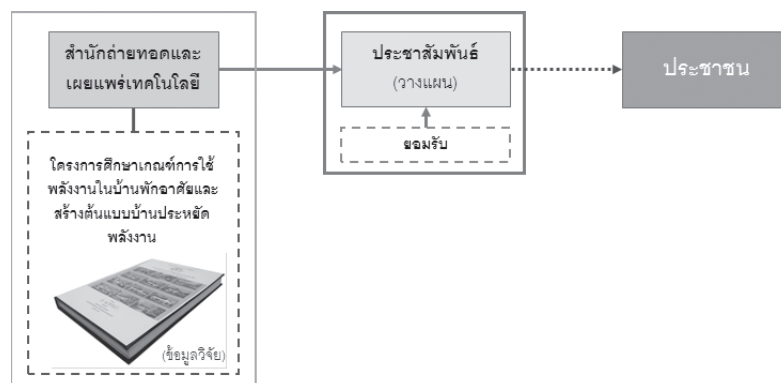 สำนักถ่ายทอดและ
เผยแพร่เทคโนโลยี
โครงการศึกษาเกณฑ์การใช้
พลังงานในบ้านพักอาศัยและ
สร้างต้นแบบบ้านประหยัด
พลังงาน
(ข้อมูลวิจัย)
ประชาสัมพันธ์
(วางแผน)
ยอมรับ
ประชาชน